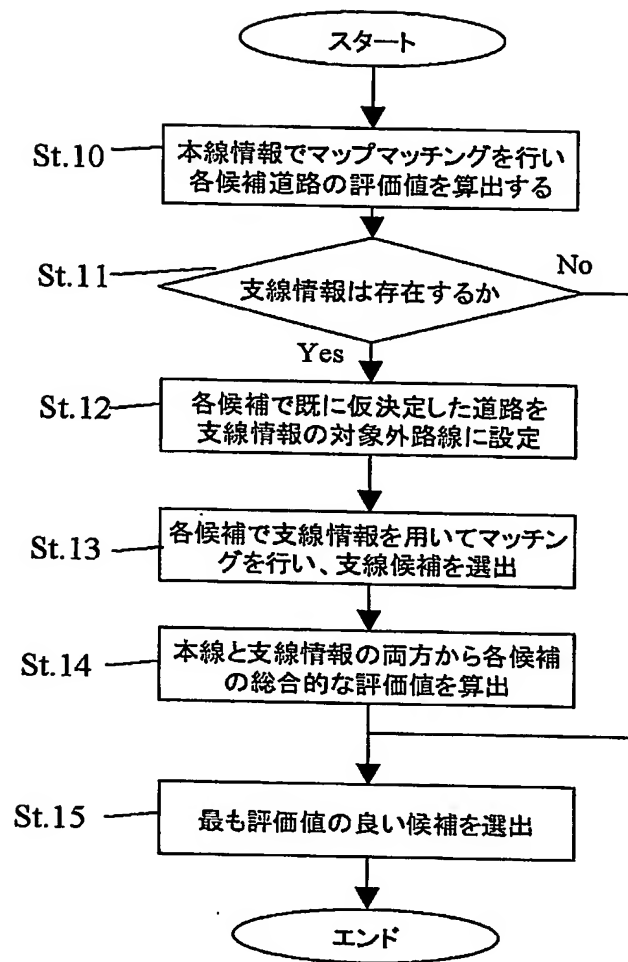 スタート
St.10
本線情報でマップマッチングを行い
各候補道路の評価値を算出する
St.11
支線情報は存在するか
No
Yes
St.12
各候補で既に仮決定した道路を
支線情報の対象外路線に設定
St.13
各候補で支線情報を用いてマッチン
グを行い、支線候補を選出
St.14
本線と支線情報の両方から各候補
の総合的な評価値を算出
St.15
最も評価値の良い候補を選出
エンド